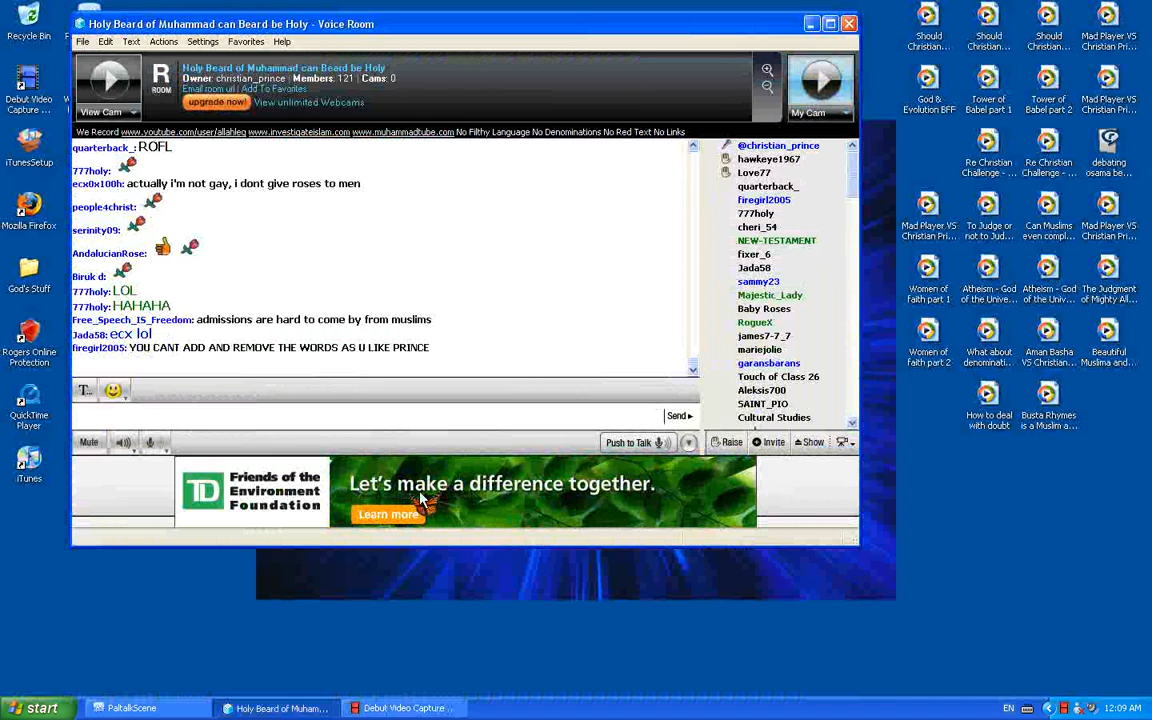 Holy Beard of Muhammad can Beard be Holy - Voice Room
File Edit Text Actions Settings Favorites Help
View Cam
R
ROOM
Holy Beard of Muhammad can Beard be Holy
Owner: christian_prince | Members: 121 | Cams: 0
Email room url | Add To Favorites
upgrade now! View unlimited Webcams
My Cam
We Record www.youtube.com/user/allahleg www.investigateislam.com www.muhammadtube.com No Filthy Language No Denominations No Red Text No Links
quarterback_: ROFL
777holy:
ecx0x100h: actually i'm not gay, i dont give roses to men
people4christ:
serinity09:
AndalucianRose:
Biruk d:
777holy: LOL
777holy: HAHAHA
Free_Speech_IS_Freedom: admissions are hard to come by from muslims
Jada58: ecx lol
firegirl2005: YOU CANT ADD AND REMOVE THE WORDS AS U LIKE PRINCE
@christian_prince
hawkeye1967
Love77
quarterback_
firegirl2005
777holy
cheri_54
NEW-TESTAMENT
fixer_6
Jada58
sammy23
Majestic_Lady
Baby Roses
RogueX
james7-7_7
mariejolie
garansbarans
Touch of Class 26
Aleksis700
SAINT_PIO
Cultural Studies
T...
Send
Mute
Push to Talk
Raise Invite Show
TD
Friends of the
Environment
Foundation
Let's make a difference together.
Learn more
Recycle Bin
Debut Video
Capture ...
iTunesSetup
Mozilla Firefox
God's Stuff
Rogers Online
Protection
QuickTime
Player
iTunes
Should
Christian...
Should
Christian...
Should
Christian...
Mad Player VS
Christian Pri...
God &
Evolution BFF
Tower of
Babel part 1
Tower of
Babel part 2
Mad Player VS
Christian Pri...
Re Christian
Challenge - ...
Re Christian
Challenge - ...
debating
osama be...
Mad Player VS
Christian Pri...
To Judge or
not to Jud...
Can Muslims
even compl...
Mad Player VS
Christian Pri...
Women of
faith part 1
Atheism - God
of the Unive...
Atheism - God
of the Univ...
The Judgment
of Mighty All...
Women of
faith part 2
What about
denominati...
Aman Basha
VS Christian...
Beautiful
Muslima and...
How to deal
with doubt
Busta Rhymes
is a Muslim a...
start
PaltalkScene
Holy Beard of Muham...
Debut Video Capture ...
EN
12:09 AM